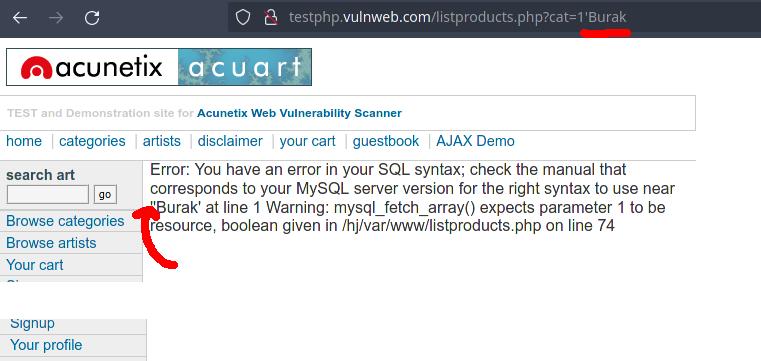 testphp.vulnweb.com/listproducts.php?cat=1'Burak
acunetix acuart
TEST and Demonstration site for Acunetix Web Vulnerability Scanner
home categories artists disclaimer your cart guestbook AJAX Demo
search art
go
Browse categories
Browse artists
Your cart
Error: You have an error in your SQL syntax; check the manual that
corresponds to your MySQL server version for the right syntax to use near
''Burak' at line 1 Warning: mysql_fetch_array() expects parameter 1 to be
resource, boolean given in /hj/var/www/listproducts.php on line 74
Signup
Your profile